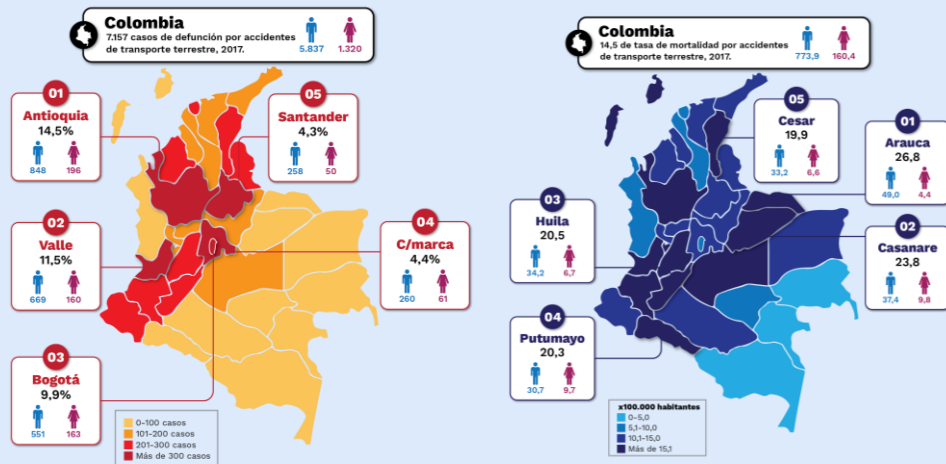 Colombia
7.157 casos de defunción por accidentes
de transporte terrestre, 2017.
5.837
1.320
01
Antioquia
14,5%
848
196
05
Santander
4,3%
258
50
02
Valle
11,5%
669
160
04
C/marca
4,4%
260
61
03
Bogotá
9,9%
551
163
0-100 casos
101-200 casos
201-300 casos
Más de 300 casos
Colombia
14,5 de tasa de mortalidad por accidentes
de transporte terrestre, 2017.
773,9
160,4
05
Cesar
19,9
33,2
6,6
01
Arauca
26,8
49,0
4,4
03
Huila
20,5
34,2
6,7
02
Casanare
23,8
37,4
9,8
04
Putumayo
20,3
30,7
9,7
x100.000 habitantes
0-5,0
5,1-10,0
10,1-15,0
Más de 15,1